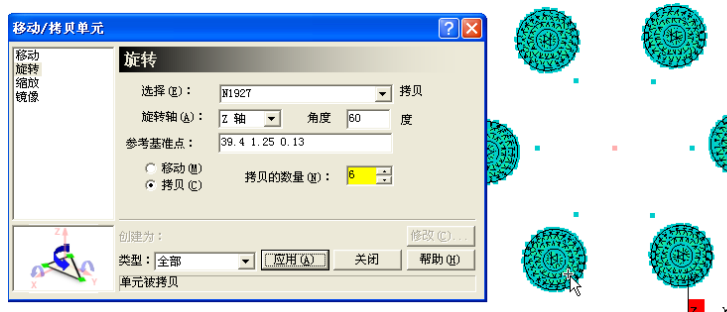 移动/拷贝单元
移动
旋转
缩放
镜像
旋转
选择(E)： N1927 拷贝
旋转轴(A)： Z 轴 角度 60 度
参考基准点： 39.4 1.25 0.13
移动(M)
拷贝(C)
拷贝的数量(N)： 6
创建为： 修改(C)...
类型： 全部 应用(A) 关闭 帮助(H)
单元被拷贝
Z
X
Y
Z